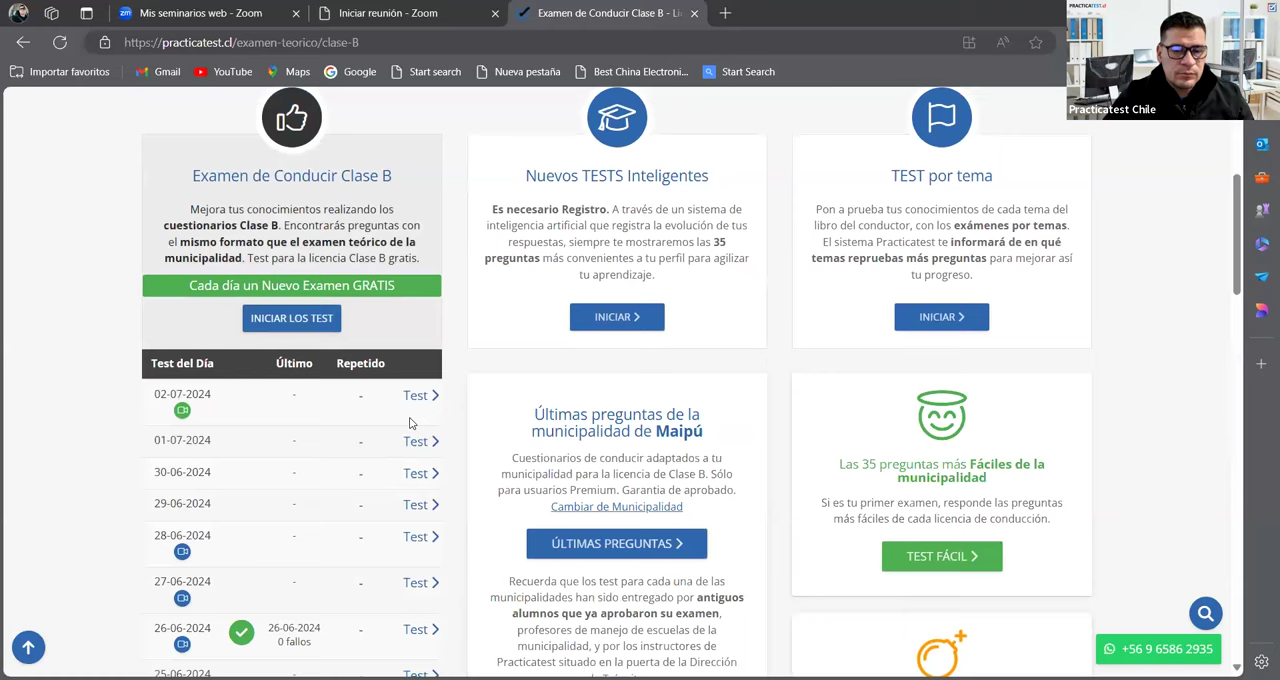 Mis seminarios web - Zoom
Iniciar reunión - Zoom
Examen de Conducir Clase B - Li
https://practicatest.cl/examen-teorico/clase-B
Importar favoritos
Gmail
YouTube
Maps
Google
Start search
Nueva pestaña
Best China Electroni...
Start Search
PRACTICATEST.cl
Practicatest Chile
Examen de Conducir Clase B
Mejora tus conocimientos realizando los
cuestionarios Clase B. Encontrarás preguntas con
el mismo formato que el examen teórico de la
municipalidad. Test para la licencia Clase B gratis.
Cada día un Nuevo Examen GRATIS
INICIAR LOS TEST
Test del Día Último Repetido
02-07-2024 - - Test
01-07-2024 - - Test
30-06-2024 - - Test
29-06-2024 - - Test
28-06-2024 - - Test
27-06-2024 - - Test
26-06-2024 26-06-2024 - Test
0 fallos
25-06-2024 Test
Nuevos TESTS Inteligentes
Es necesario Registro. A través de un sistema de
inteligencia artificial que registra la evolución de tus
respuestas, siempre te mostraremos las 35
preguntas más convenientes a tu perfil para agilizar
tu aprendizaje.
INICIAR
TEST por tema
Pon a prueba tus conocimientos de cada tema del
libro del conductor, con los exámenes por temas.
El sistema Practicatest te informará de en qué
temas repruebas más preguntas para mejorar así
tu progreso.
INICIAR
Últimas preguntas de la
municipalidad de Maipú
Cuestionarios de conducir adaptados a tu
municipalidad para la licencia de Clase B. Sólo
para usuarios Premium. Garantia de aprobado.
Cambiar de Municipalidad
ÚLTIMAS PREGUNTAS
Recuerda que los test para cada una de las
municipalidades han sido entregado por antiguos
alumnos que ya aprobaron su examen,
profesores de manejo de escuelas de la
municipalidad, y por los instructores de
Practicatest situado en la puerta de la Dirección
Las 35 preguntas más Fáciles de la
municipalidad
Si es tu primer examen, responde las preguntas
más fáciles de cada licencia de conducción.
TEST FÁCIL
+56 9 6586 2935